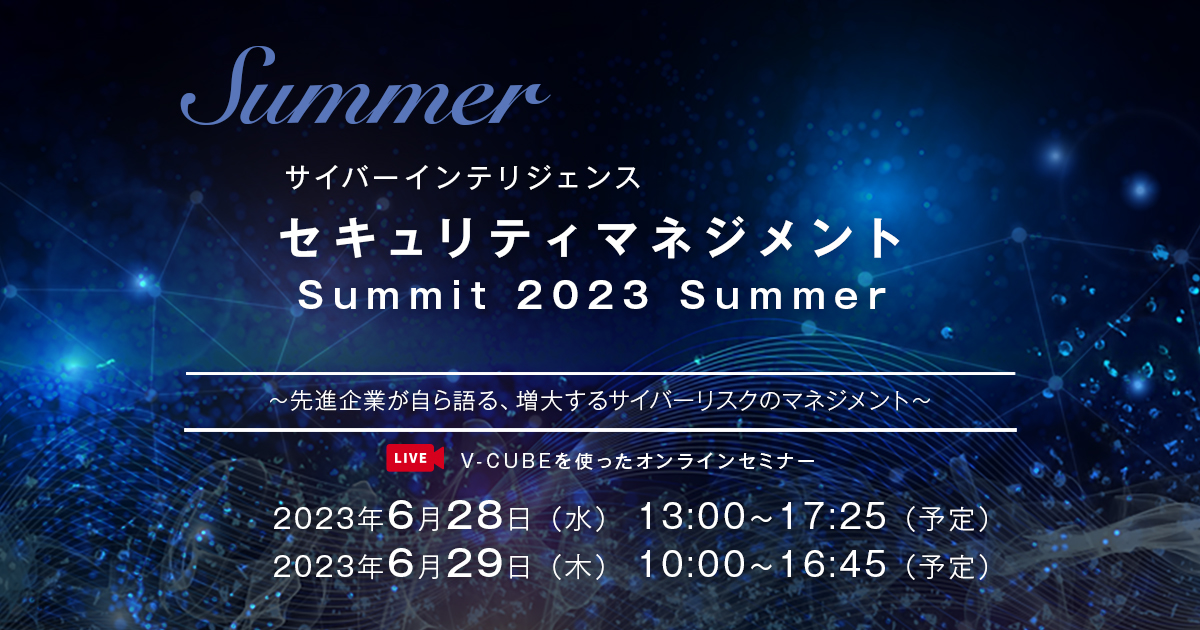 Summer
サイバーインテリジェンス
セキュリティマネジメント
Summit 2023 Summer
～先進企業が自ら語る、増大するサイバーリスクのマネジメント～
LIVE V-CUBEを使ったオンラインセミナー
2023年6月28日（水） 13:00～17:25（予定）
2023年6月29日（木） 10:00～16:45（予定）